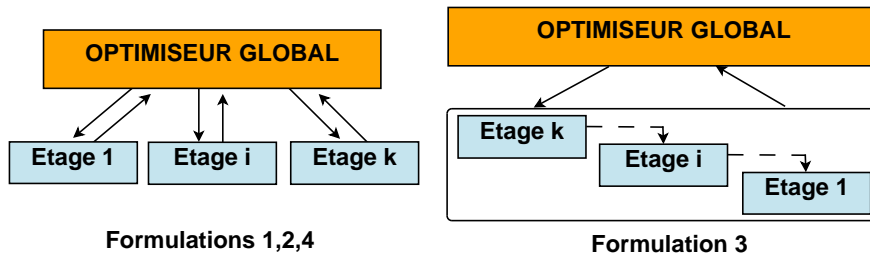 OPTIMISEUR GLOBAL
Etage 1
Etage i
Etage k
Formulations 1,2,4
OPTIMISEUR GLOBAL
Etage k
Etage i
Etage 1
Formulation 3